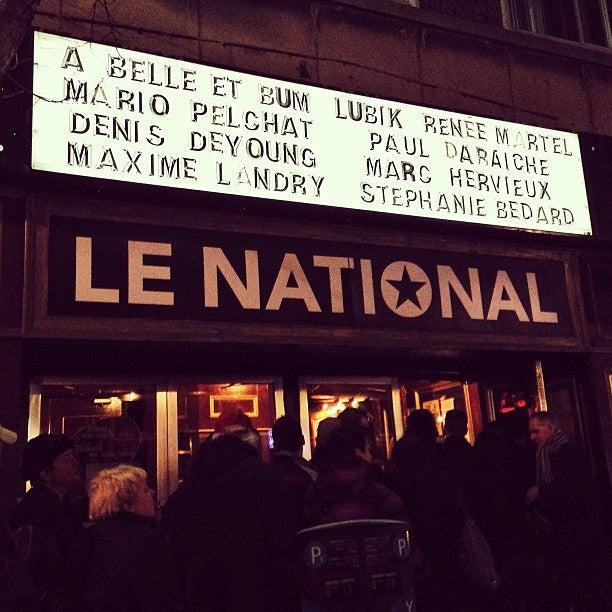 A BELLE ET BUM LUBIK RENÉE MARTEL
MARIO PELCHAT PAUL DARAICHE
DENIS DEYOUNG MARC HERVIEUX
MAXIME LANDRY STEPHANIE BEDARD
LE NATIONAL
P P